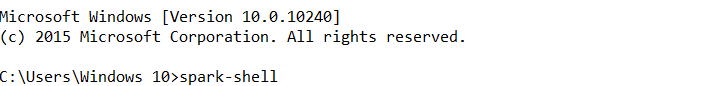 Microsoft Windows [Version 10.0.10240]
(c) 2015 Microsoft Corporation. All rights reserved.
C:\Users\Windows 10>spark-shell